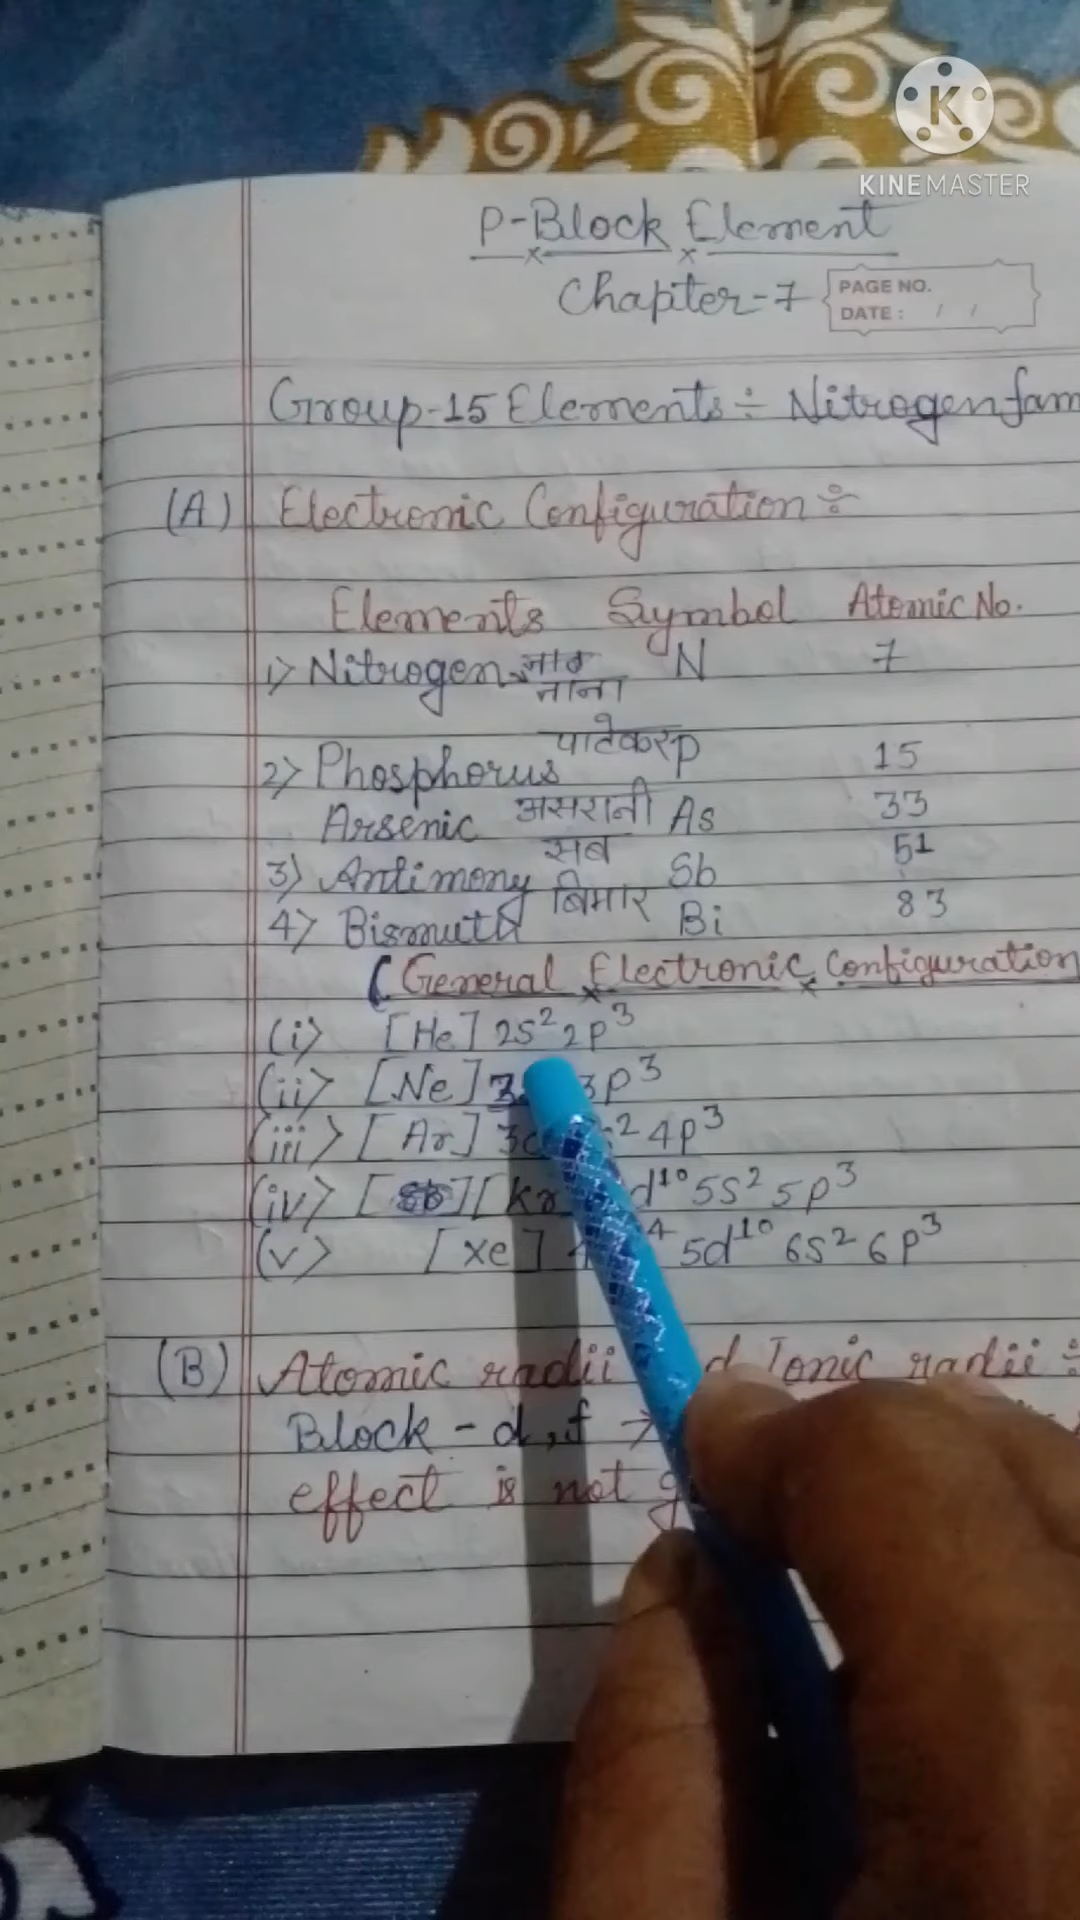 K
KINEMASTER
P-Block Element
Chapter-7
PAGE NO.
DATE : / /
Group-15 Elements ÷ Nitrogen fam
(A) Electronic Configuration ÷
Elements Symbol Atomic No.
1) Nitrogen N 7
नाना
पाटेकर
2) Phosphorus P 15
Arsenic असरानी As 33
सब
3) Antimony Sb 51
4) Bismuth बिमार Bi 83
(General Electronic Configuration
(i) [He] 2s² 2p³
(ii) [Ne] 3p³
(iii) [Ar] 4p³
(iv) [Kr d¹⁰ 5s² 5p³
(v) [Xe] 5d¹⁰ 6s² 6p³
(B) Atomic radii Ionic radii ÷
Block - d, f →
effect is not